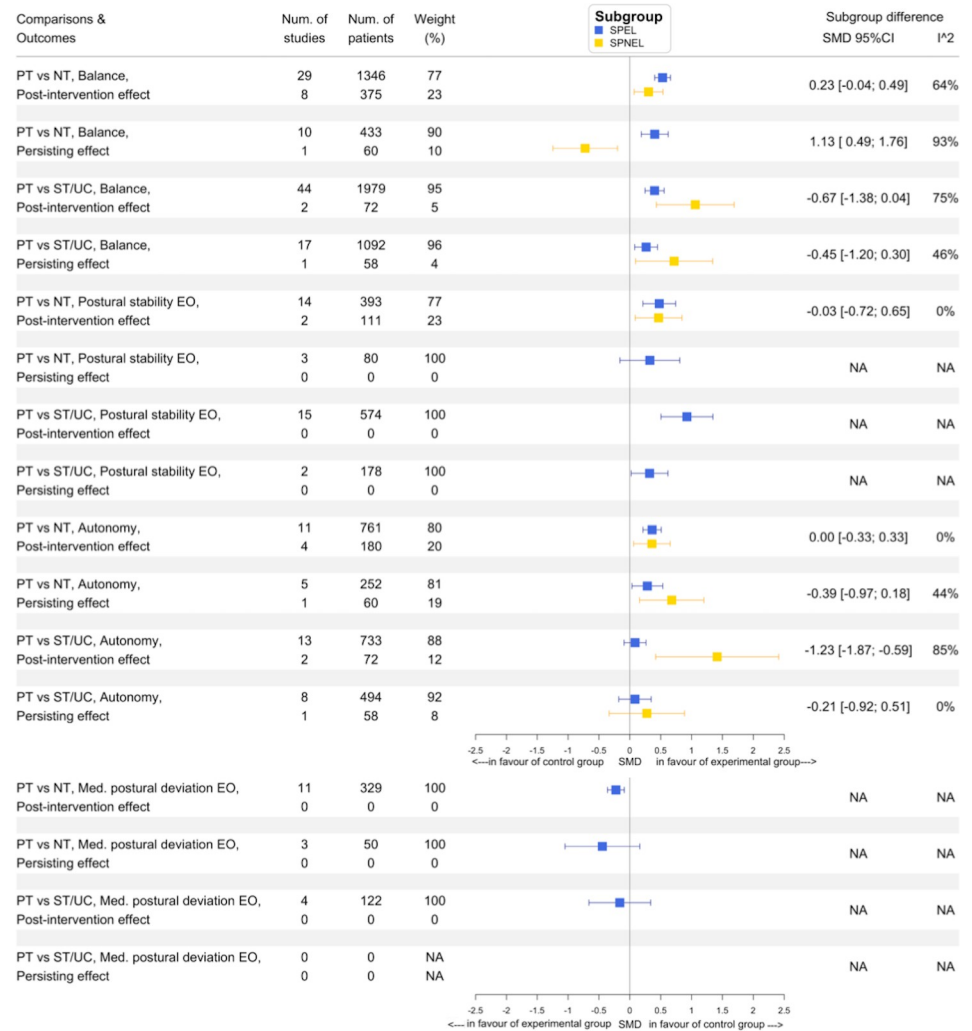 Comparisons & Num. of Num. of Weight Subgroup Subgroup difference
Outcomes studies patients (%) SPEL SMD 95%CI I^2
SPNEL
PT vs NT, Balance, 29 1346 77
Post-intervention effect 8 375 23
0.23 [-0.04; 0.49] 64%
PT vs NT, Balance, 10 433 90
Persisting effect 1 60 10
1.13 [ 0.49; 1.76] 93%
PT vs ST/UC, Balance, 44 1979 95
Post-intervention effect 2 72 5
-0.67 [-1.38; 0.04] 75%
PT vs ST/UC, Balance, 17 1092 96
Persisting effect 1 58 4
-0.45 [-1.20; 0.30] 46%
PT vs NT, Postural stability EO, 14 393 77
Post-intervention effect 2 111 23
-0.03 [-0.72; 0.65] 0%
PT vs NT, Postural stability EO, 3 80 100
Persisting effect 0 0 0
NA NA
PT vs ST/UC, Postural stability EO, 15 574 100
Post-intervention effect 0 0 0
NA NA
PT vs ST/UC, Postural stability EO, 2 178 100
Persisting effect 0 0 0
NA NA
PT vs NT, Autonomy, 11 761 80
Post-intervention effect 4 180 20
0.00 [-0.33; 0.33] 0%
PT vs NT, Autonomy, 5 252 81
Persisting effect 1 60 19
-0.39 [-0.97; 0.18] 44%
PT vs ST/UC, Autonomy, 13 733 88
Post-intervention effect 2 72 12
-1.23 [-1.87; -0.59] 85%
PT vs ST/UC, Autonomy, 8 494 92
Persisting effect 1 58 8
-0.21 [-0.92; 0.51] 0%
-2.5 -2 -1.5 -1 -0.5 0 0.5 1 1.5 2 2.5
<---in favour of control group SMD in favour of experimental group--->
PT vs NT, Med. postural deviation EO, 11 329 100
Post-intervention effect 0 0 0
NA NA
PT vs NT, Med. postural deviation EO, 3 50 100
Persisting effect 0 0 0
NA NA
PT vs ST/UC, Med. postural deviation EO, 4 122 100
Post-intervention effect 0 0 0
NA NA
PT vs ST/UC, Med. postural deviation EO, 0 0 NA
Persisting effect 0 0 NA
NA NA
-2.5 -2 -1.5 -1 -0.5 0 0.5 1 1.5 2 2.5
<--- in favour of experimental group SMD in favour of control group --->